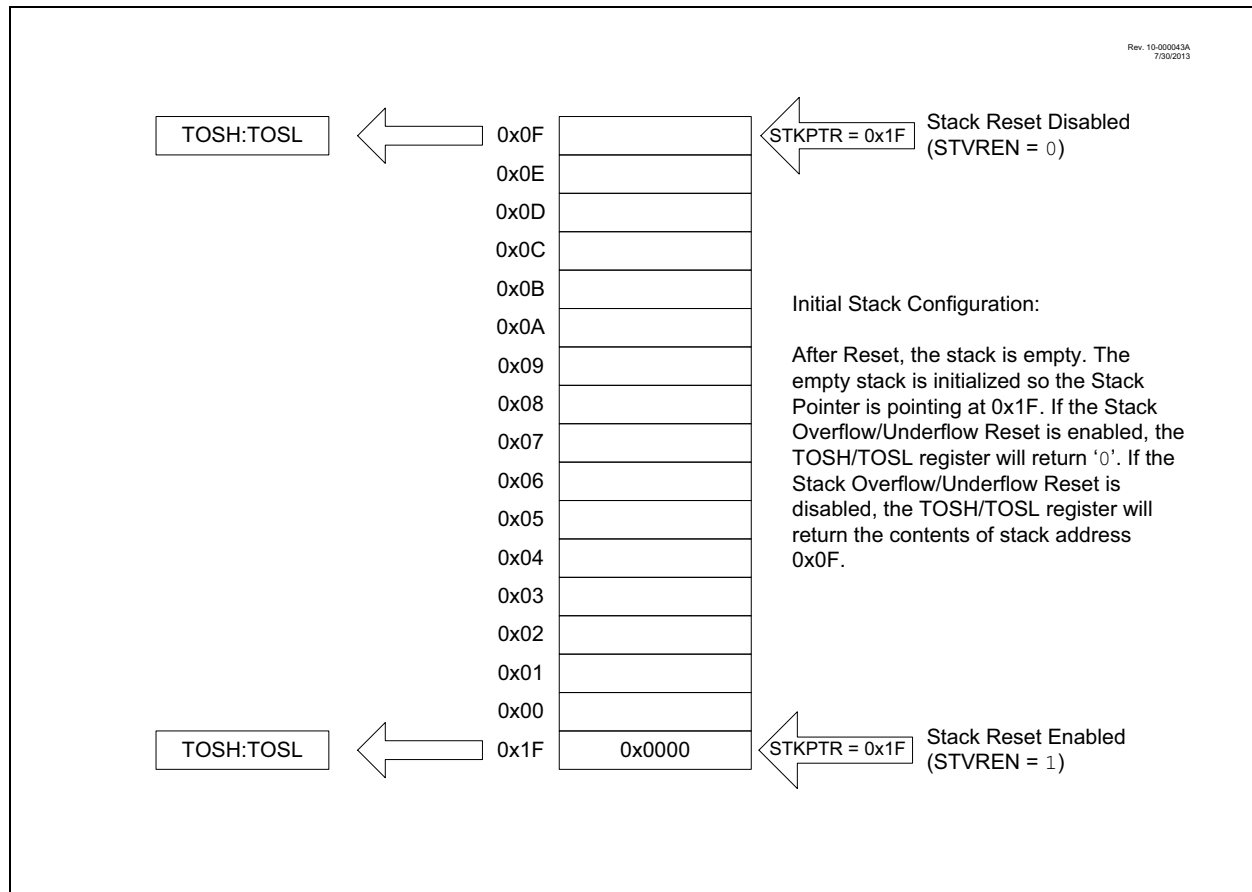 Rev. 10-000043A
7/30/2013
TOSH:TOSL
0x0F
STKPTR = 0x1F
Stack Reset Disabled
(STVREN = 0)
0x0E
0x0D
0x0C
0x0B
0x0A
0x09
0x08
0x07
0x06
0x05
0x04
0x03
0x02
0x01
0x00
Initial Stack Configuration:
After Reset, the stack is empty. The
empty stack is initialized so the Stack
Pointer is pointing at 0x1F. If the Stack
Overflow/Underflow Reset is enabled, the
TOSH/TOSL register will return ‘0’. If the
Stack Overflow/Underflow Reset is
disabled, the TOSH/TOSL register will
return the contents of stack address
0x0F.
TOSH:TOSL
0x1F
0x0000
STKPTR = 0x1F
Stack Reset Enabled
(STVREN = 1)